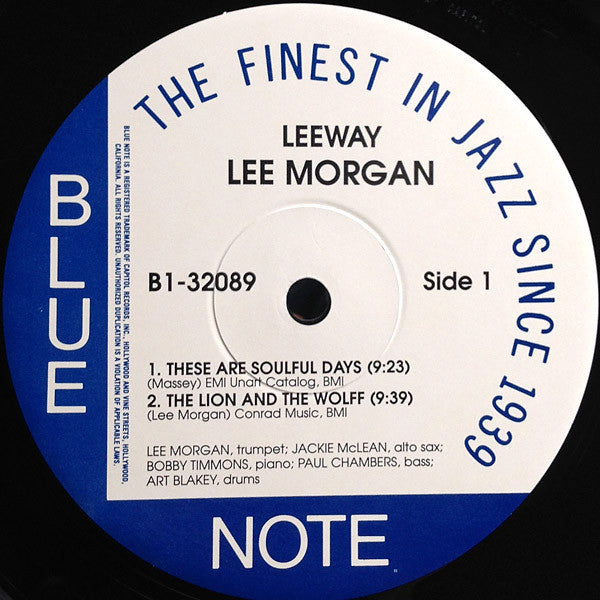 THE FINEST IN JAZZ SINCE 1939
LEEWAY
LEE MORGAN
BLUE
BLUE NOTE IS A REGISTERED TRADEMARK OF CAPITOL RECORDS, INC., HOLLYWOOD AND VINE STREETS, HOLLYWOOD,
CALIFORNIA. ALL RIGHTS RESERVED. UNAUTHORIZED DUPLICATION IS A VIOLATION OF APPLICABLE LAWS.
B1-32089
Side 1
1. THESE ARE SOULFUL DAYS (9:23)
(Massey) EMI Unart Catalog, BMI
2. THE LION AND THE WOLFF (9:39)
(Lee Morgan) Conrad Music, BMI
LEE MORGAN, trumpet; JACKIE McLEAN, alto sax;
BOBBY TIMMONS, piano; PAUL CHAMBERS, bass;
ART BLAKEY, drums
NOTE